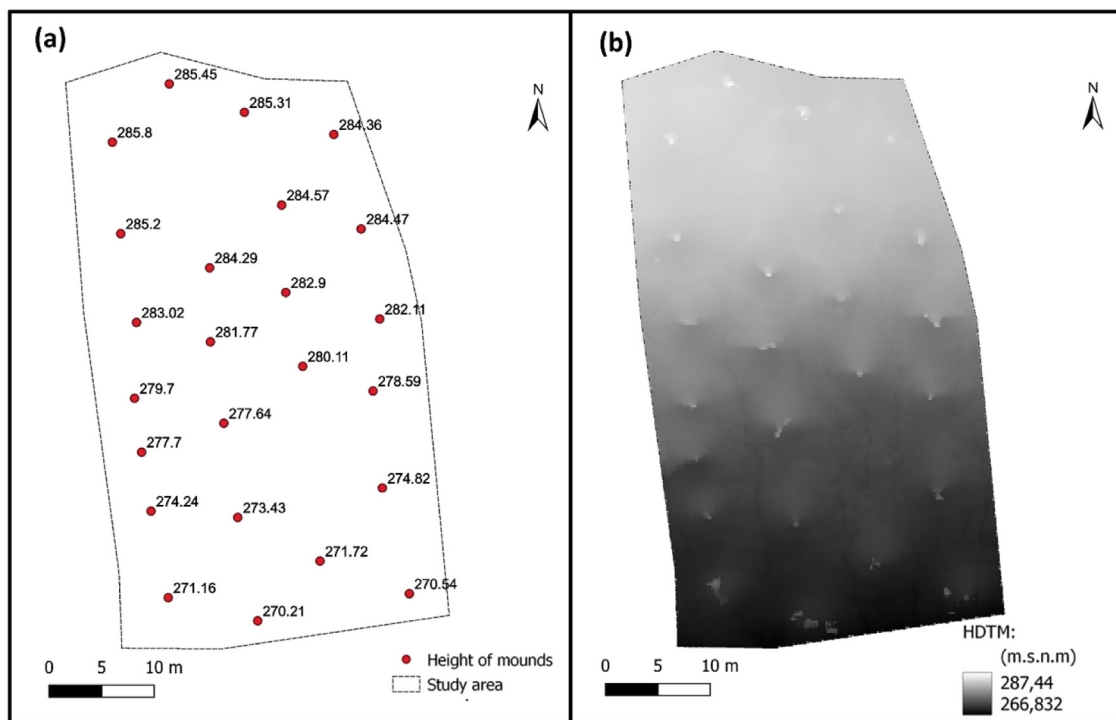 (a)
N
285.45
285.31
284.36
285.8
284.57
284.47
285.2
284.29
282.9
282.11
283.02
281.77
280.11
278.59
279.7
277.64
277.7
274.82
274.24
273.43
271.72
270.54
271.16
270.21
0 5 10 m
Height of mounds
Study area
(b)
N
0 5 10 m
HDTM:
(m.s.n.m)
287,44
266,832